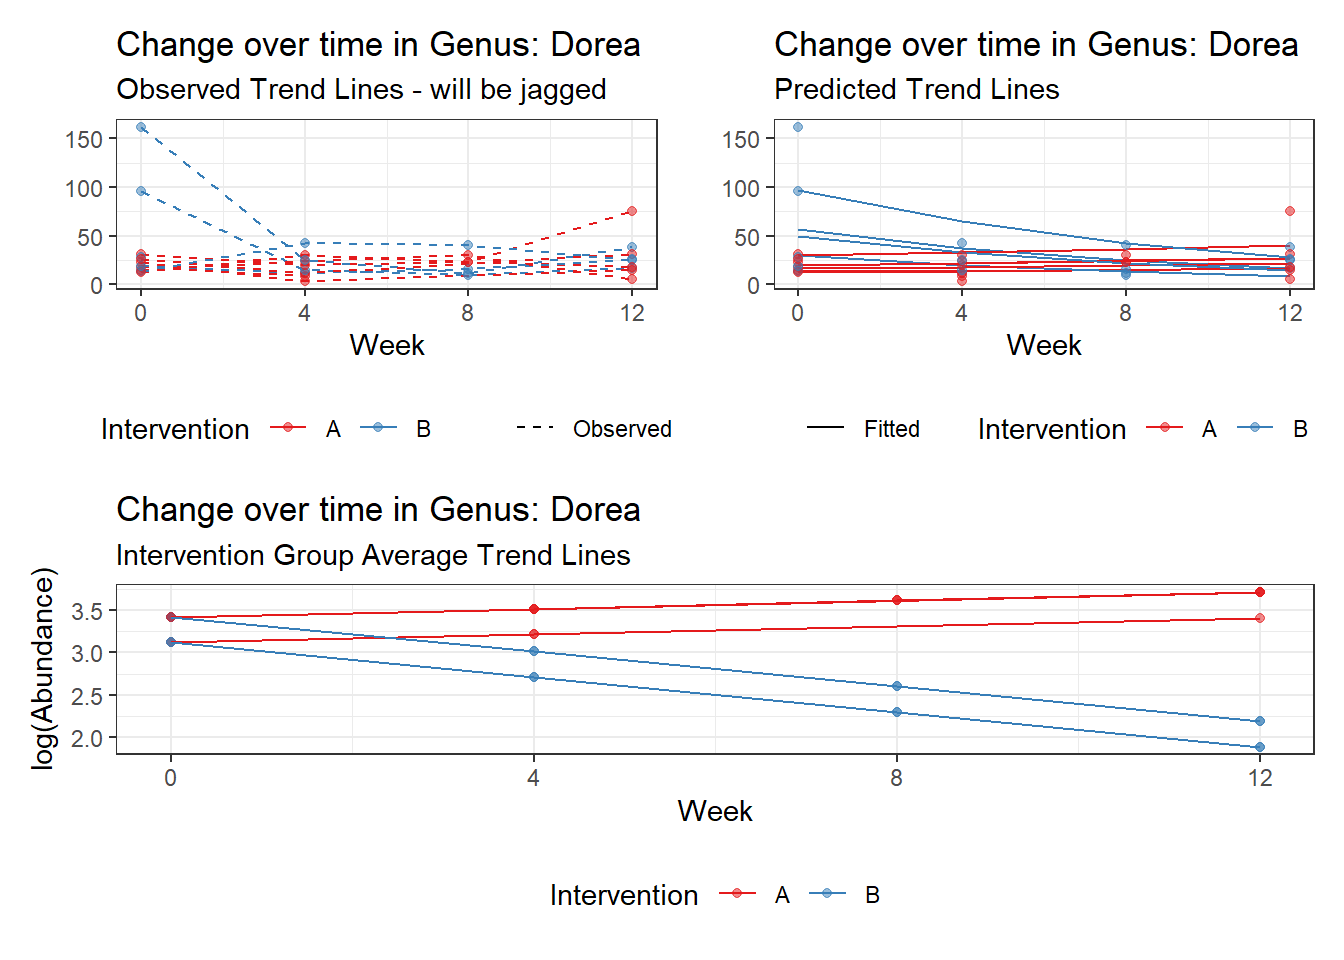 Change over time in Genus: Dorea
Observed Trend Lines - will be jagged
150
100
50
0
0 4 8 12
Week
Intervention A B Observed
Change over time in Genus: Dorea
Predicted Trend Lines
150
100
50
0
0 4 8 12
Week
Fitted Intervention A B
Change over time in Genus: Dorea
Intervention Group Average Trend Lines
log(Abundance)
3.5
3.0
2.5
2.0
0 4 8 12
Week
Intervention A B